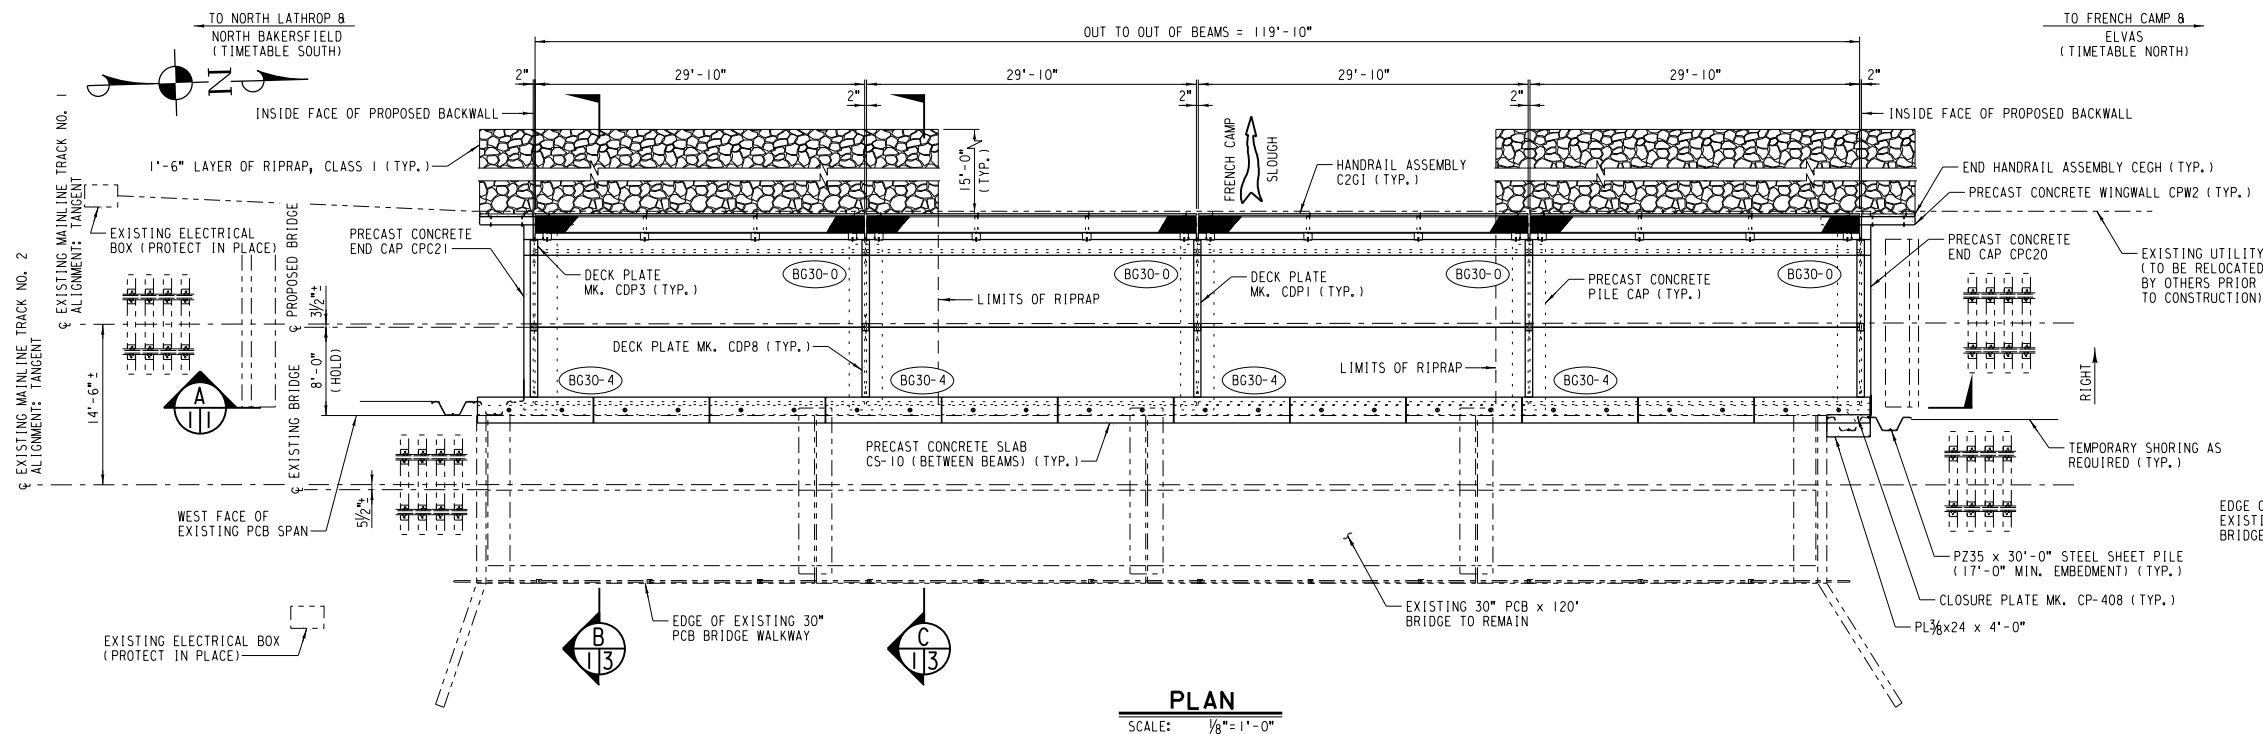 TO NORTH LATHROP &
NORTH BAKERSFIELD
(TIMETABLE SOUTH)
N
TO FRENCH CAMP &
ELVAS
(TIMETABLE NORTH)
OUT TO OUT OF BEAMS = 119'-10"
2"
29'-10"
29'-10"
29'-10"
29'-10"
2"
2"
2"
2"
INSIDE FACE OF PROPOSED BACKWALL
INSIDE FACE OF PROPOSED BACKWALL
1'-6" LAYER OF RIPRAP, CLASS 1 (TYP.)
15'-0"
(TYP.)
FRENCH CAMP
SLOUGH
HANDRAIL ASSEMBLY
C2G1 (TYP.)
END HANDRAIL ASSEMBLY CEGH (TYP.)
PRECAST CONCRETE WINGWALL CPW2 (TYP.)
EXISTING ELECTRICAL
BOX (PROTECT IN PLACE)
PRECAST CONCRETE
END CAP CPC21
PRECAST CONCRETE
END CAP CPC20
EXISTING UTILITY
(TO BE RELOCATED
BY OTHERS PRIOR
TO CONSTRUCTION)
℄ EXISTING MAINLINE TRACK NO. 1
ALIGNMENT: TANGENT
℄ EXISTING MAINLINE TRACK NO. 2
ALIGNMENT: TANGENT
℄ PROPOSED BRIDGE
℄ EXISTING BRIDGE
3½"±
8'-0"
(HOLD)
14'-6"±
5½"±
DECK PLATE
MK. CDP3 (TYP.)
BG30-0
BG30-0
BG30-0
BG30-0
DECK PLATE
MK. CDP1 (TYP.)
PRECAST CONCRETE
PILE CAP (TYP.)
LIMITS OF RIPRAP
DECK PLATE MK. CDP8 (TYP.)
LIMITS OF RIPRAP
BG30-4
BG30-4
BG30-4
BG30-4
A
1 1
RIGHT
PRECAST CONCRETE SLAB
CS-10 (BETWEEN BEAMS) (TYP.)
TEMPORARY SHORING AS
REQUIRED (TYP.)
WEST FACE OF
EXISTING PCB SPAN
EDGE O
EXISTI
BRIDGE
PZ35 x 30'-0" STEEL SHEET PILE
(17'-0" MIN. EMBEDMENT) (TYP.)
CLOSURE PLATE MK. CP-408 (TYP.)
PL⅜x24 x 4'-0"
EXISTING 30" PCB x 120'
BRIDGE TO REMAIN
EDGE OF EXISTING 30"
PCB BRIDGE WALKWAY
EXISTING ELECTRICAL BOX
(PROTECT IN PLACE)
B
1 3
C
1 3
PLAN
SCALE: ⅛"=1'-0"